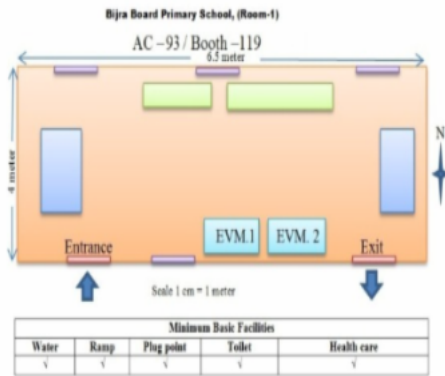 Bijra Board Primary School, (Room-1)
AC –93 / Booth –119
6.5 meter
4 meter
N
EVM.1
EVM. 2
Entrance
Exit
Scale 1 cm = 1 meter
Minimum Basic Facilities
Water Ramp Plug point Toilet Health care
√ √ √ √ √